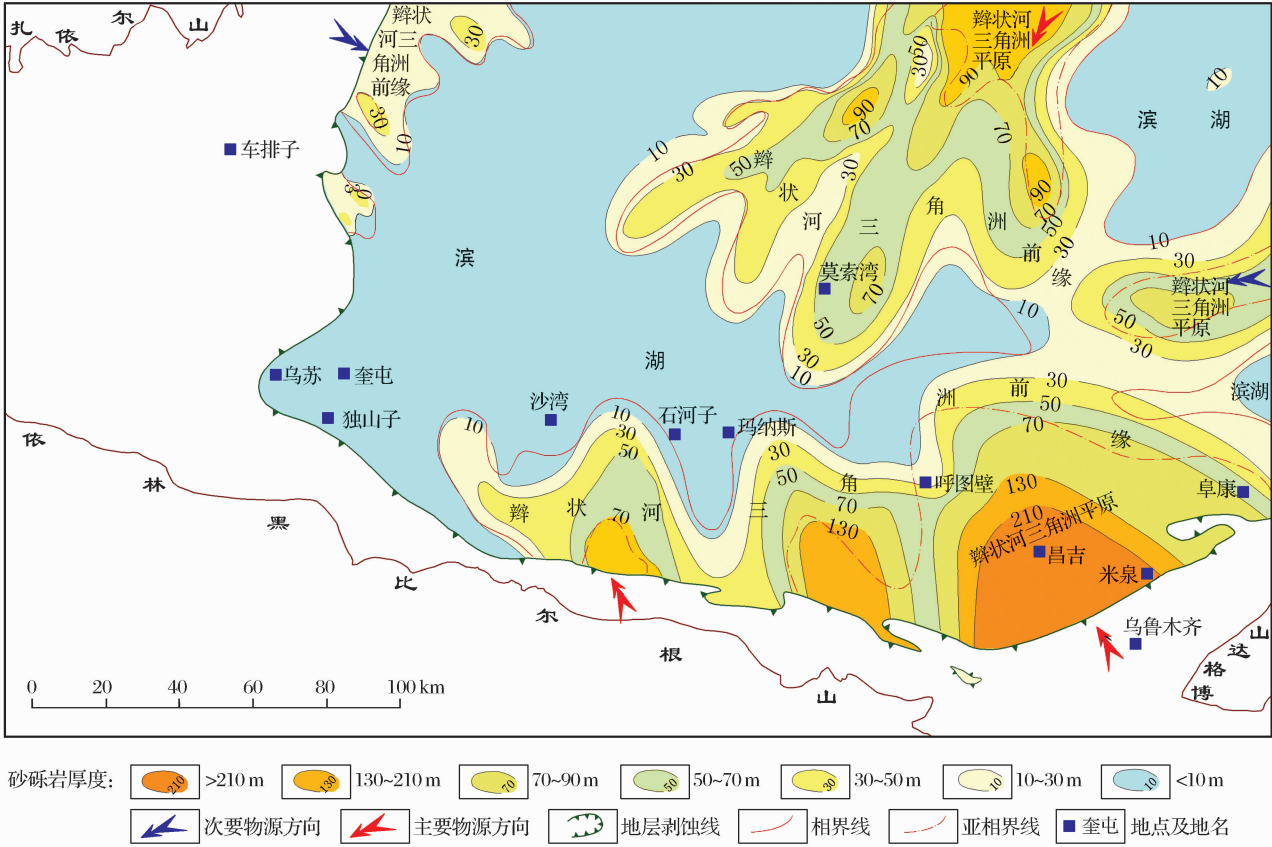 扎依尔山
辫状
河三
角洲
前缘
30
30
10
30
车排子
辫状河
三角洲
平原
50
30
90
90
70
70
10
滨湖
10
30
50
30
90
70
50
30
辫状河三角洲前缘
10
30
辫状河
三角洲
平原
50
30
莫索湾
70
50
30
10
10
滨湖
滨湖
乌苏
奎屯
独山子
沙湾
石河子
玛纳斯
呼图壁
阜康
10
10
30
50
70
30
50
70
130
30
50
70
130
210
辫状河三角洲前缘
辫状河三角洲平原
昌吉
米泉
乌鲁木齐
依林黑比尔根山
博格达山
0 20 40 60 80 100 km
砂砾岩厚度:
210 >210 m
130 130~210 m
70 70~90 m
50 50~70 m
30 30~50 m
10 10~30 m
10 <10 m
次要物源方向
主要物源方向
地层剥蚀线
相界线
亚相界线
奎屯 地点及地名